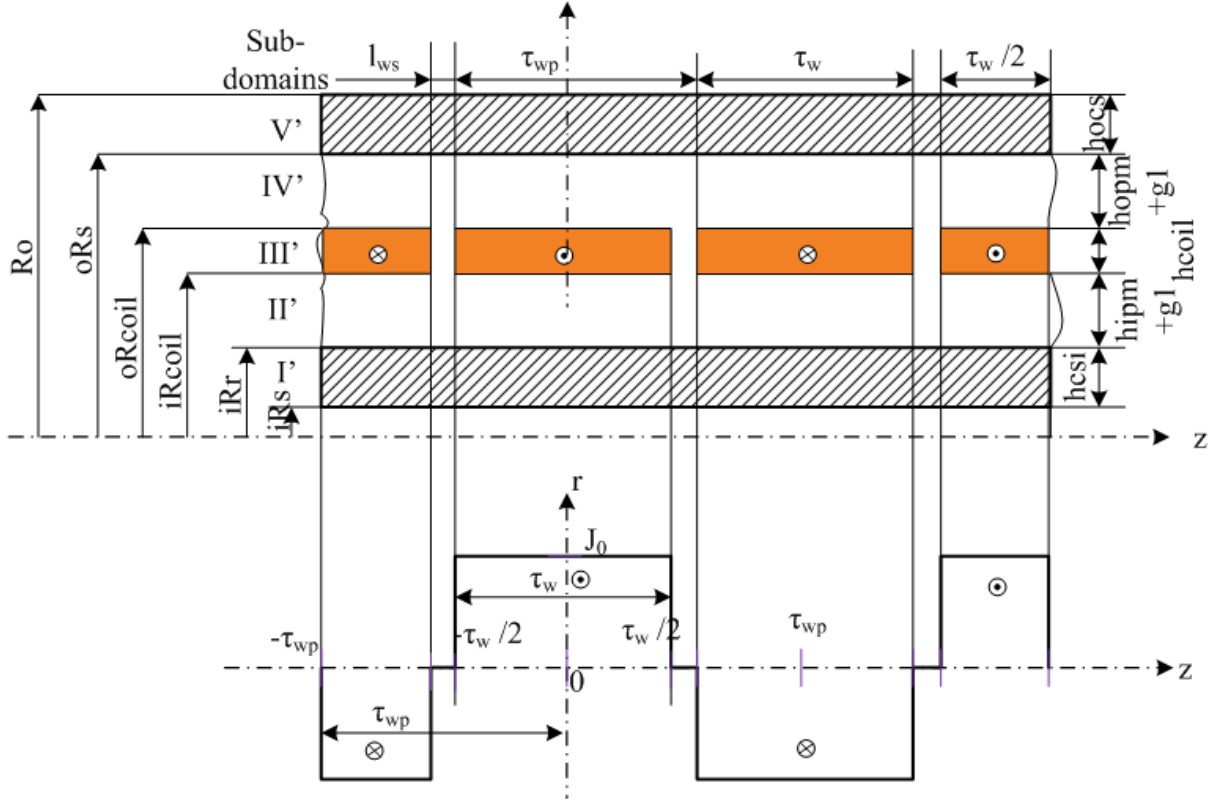 Sub-
domains
l_ws
τ_wp
τ_w
τ_w /2
V'
IV'
III'
II'
I'
Ro
oRs
oRcoil
iRcoil
iRr
iRs
hocs
hopm
+g1
hcoil
hipm
+g1
hcsi
z
r
J_0
τ_w
-τ_wp
-τ_w /2
τ_w /2
τ_wp
0
z
τ_wp